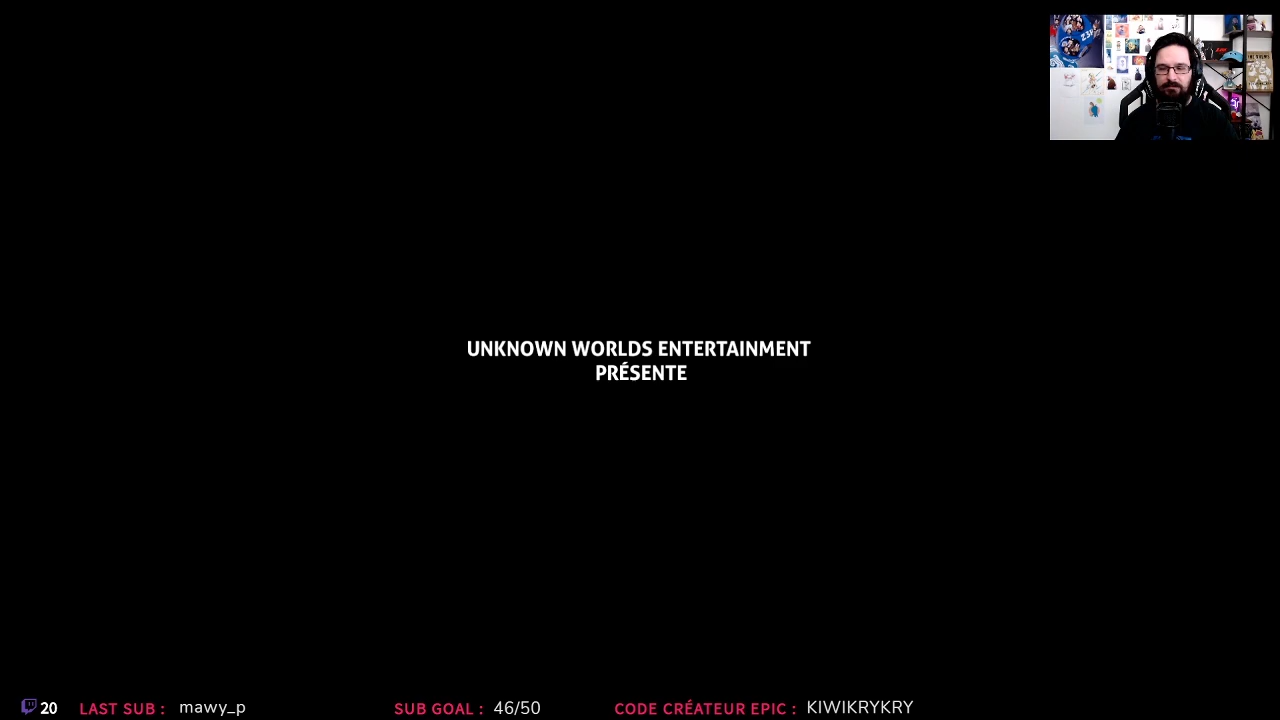 UNKNOWN WORLDS ENTERTAINMENT
PRÉSENTE
20 LAST SUB : mawy_p SUB GOAL : 46/50 CODE CRÉATEUR EPIC : KIWIKRYKRY